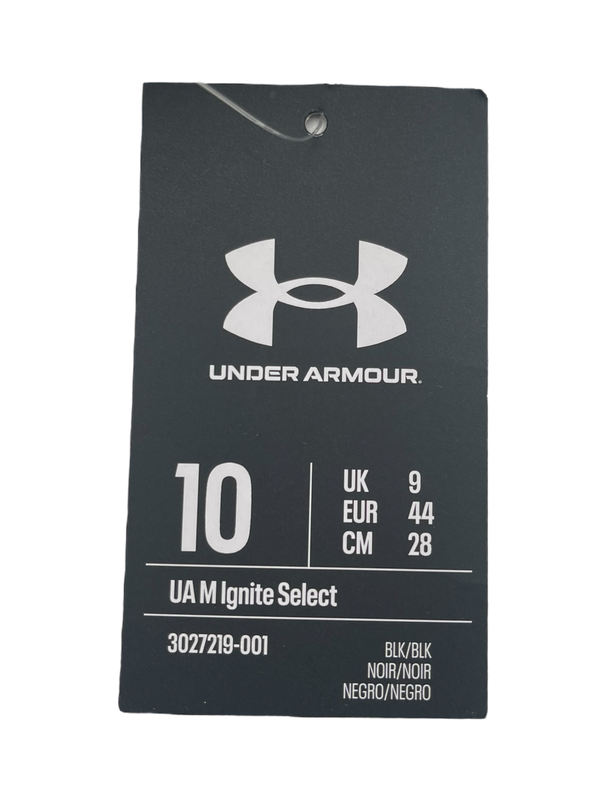 UNDER ARMOUR.
10
UK 9
EUR 44
CM 28
UA M Ignite Select
3027219-001
BLK/BLK
NOIR/NOIR
NEGRO/NEGRO